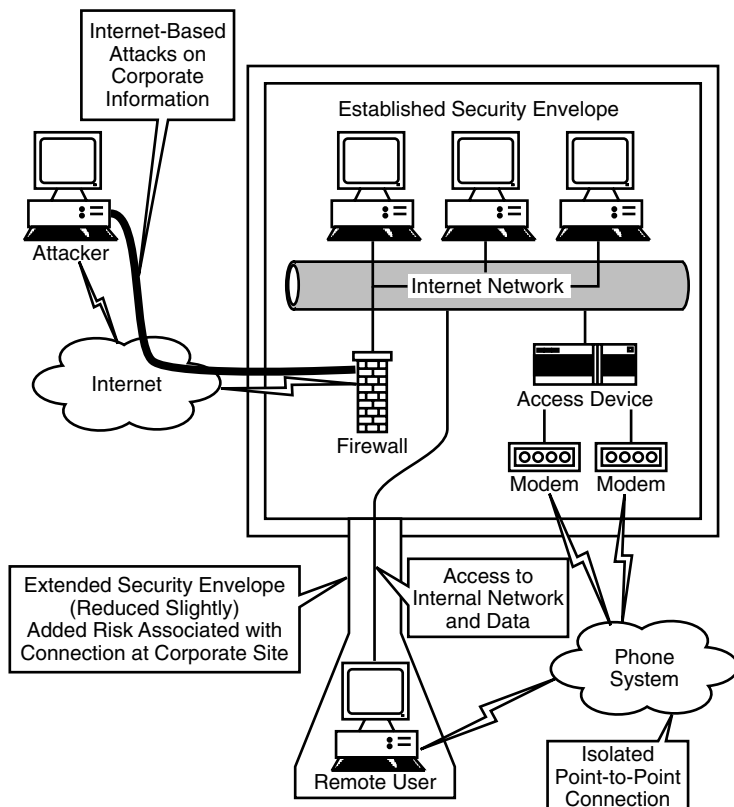 Internet-Based
Attacks on
Corporate
Information
Established Security Envelope
Attacker
Internet Network
Internet
Firewall
Access Device
Modem
Modem
Extended Security Envelope
(Reduced Slightly)
Added Risk Associated with
Connection at Corporate Site
Access to
Internal Network
and Data
Phone
System
Remote User
Isolated
Point-to-Point
Connection